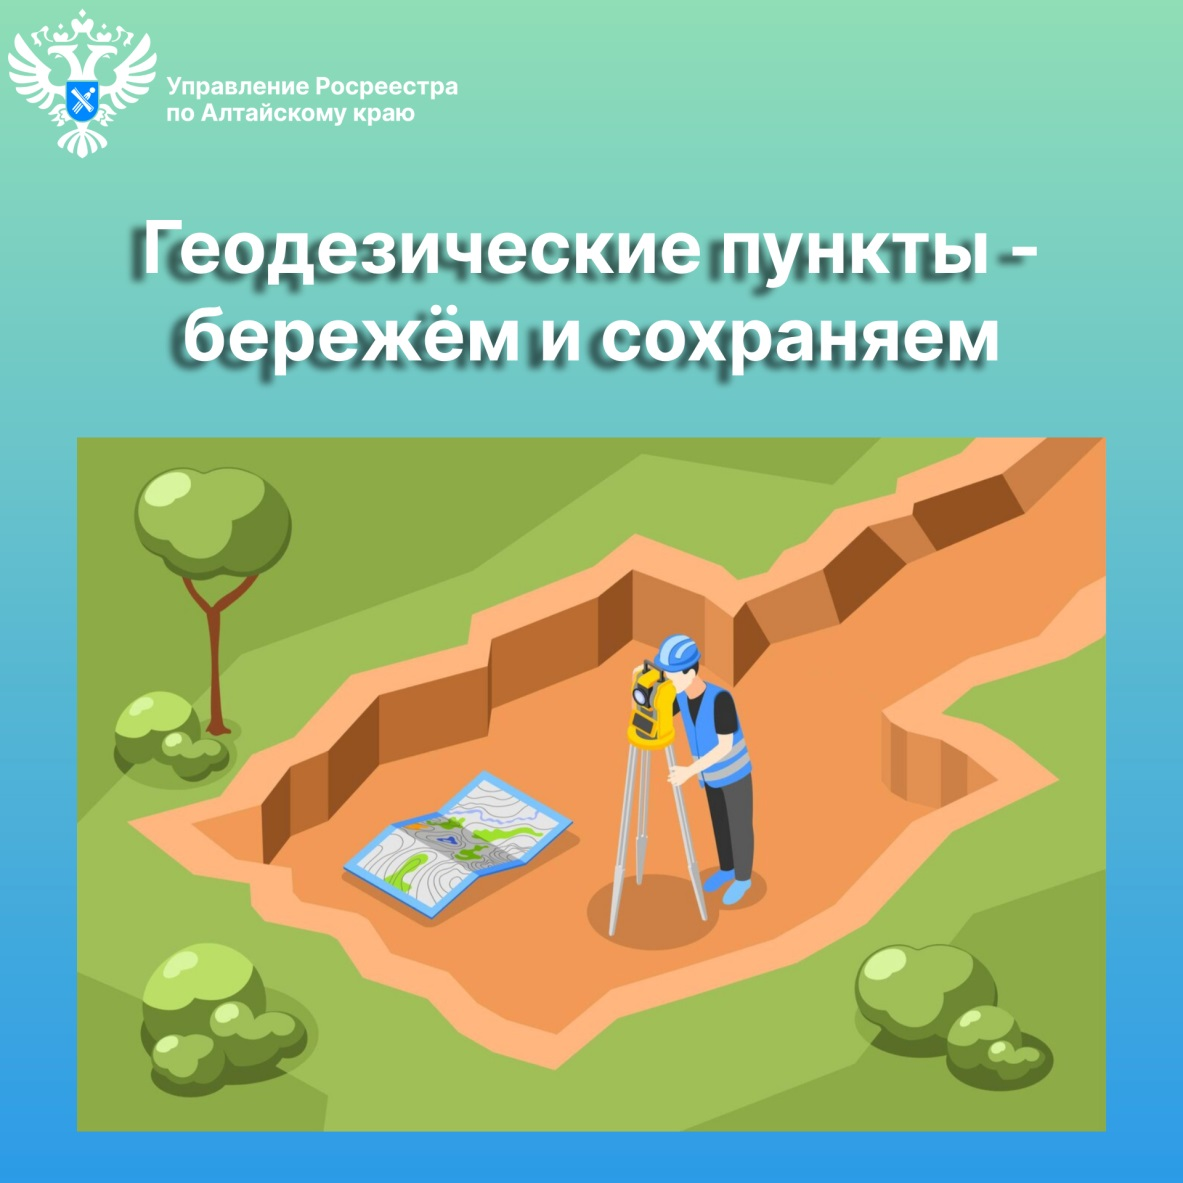 Управление Росреестра
по Алтайскому краю
Геодезические пункты -
бережём и сохраняем